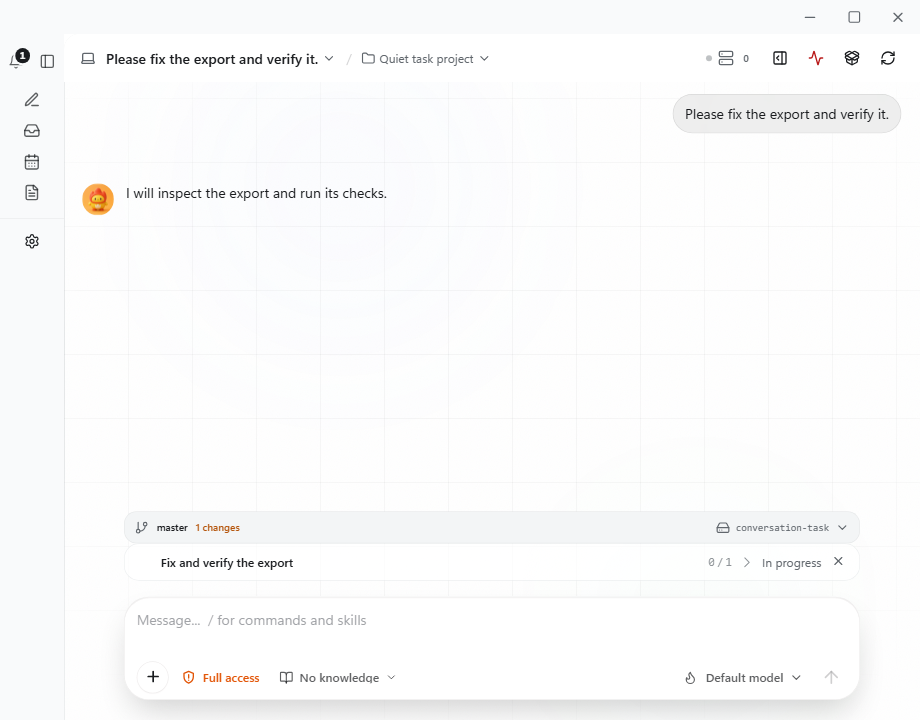 1
Please fix the export and verify it. / Quiet task project
0
Please fix the export and verify it.
I will inspect the export and run its checks.
master 1 changes conversation-task
Fix and verify the export 0/1 In progress
Message... / for commands and skills
Full access No knowledge Default model